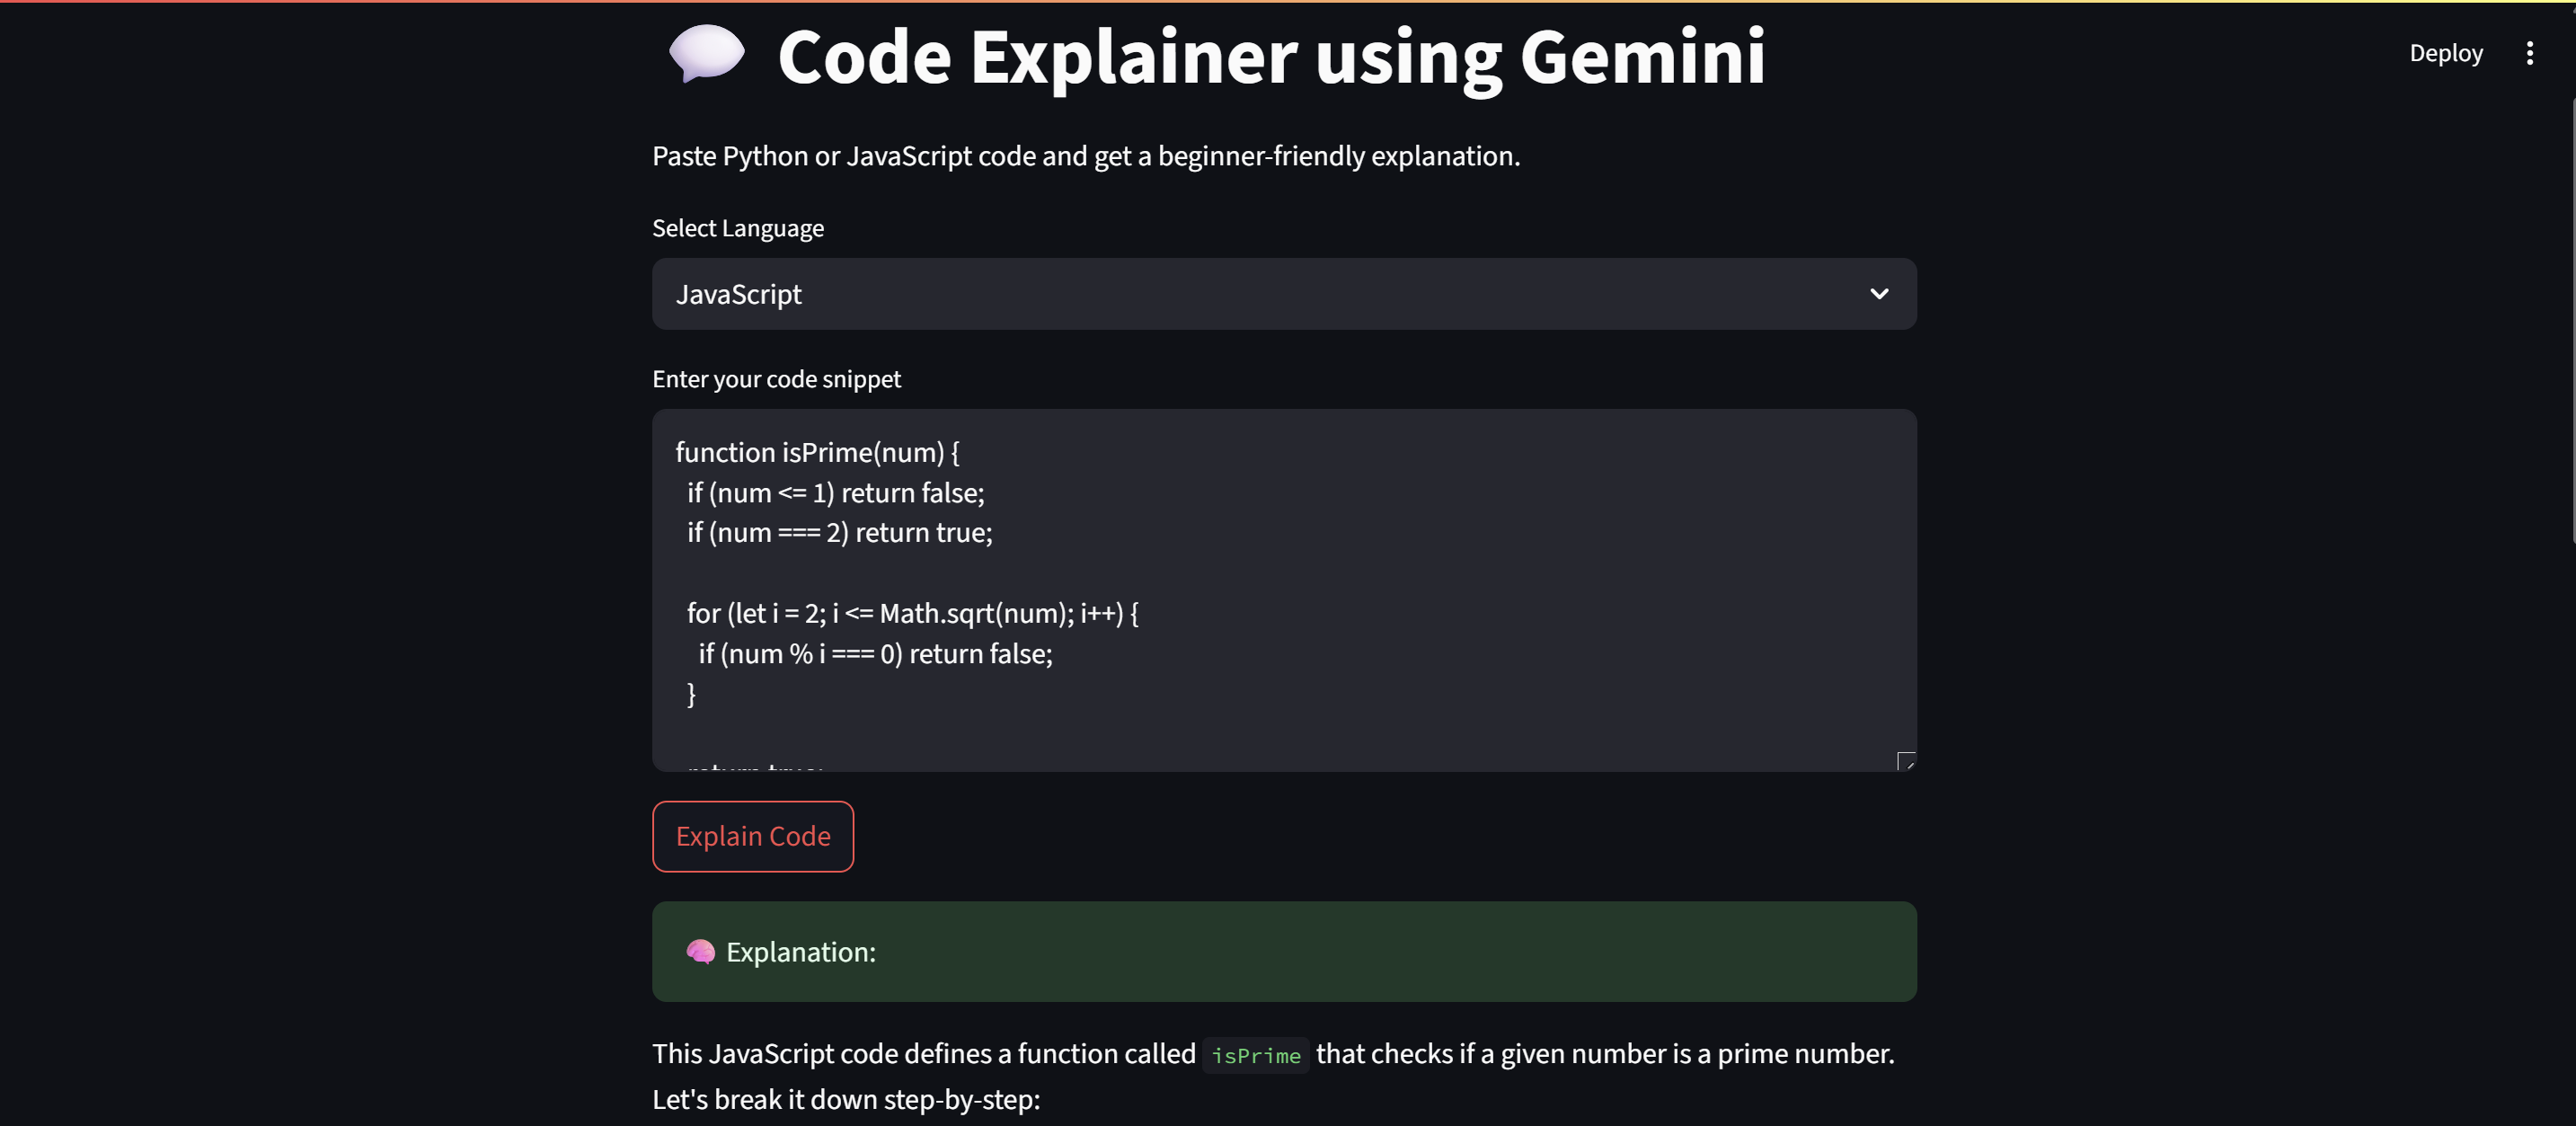 Code Explainer using Gemini
Deploy
Paste Python or JavaScript code and get a beginner-friendly explanation.
Select Language
JavaScript
Enter your code snippet
function isPrime(num) {
  if (num <= 1) return false;
  if (num === 2) return true;
  for (let i = 2; i <= Math.sqrt(num); i++) {
    if (num % i === 0) return false;
  }
Explain Code
Explanation:
This JavaScript code defines a function called isPrime that checks if a given number is a prime number.
Let's break it down step-by-step: